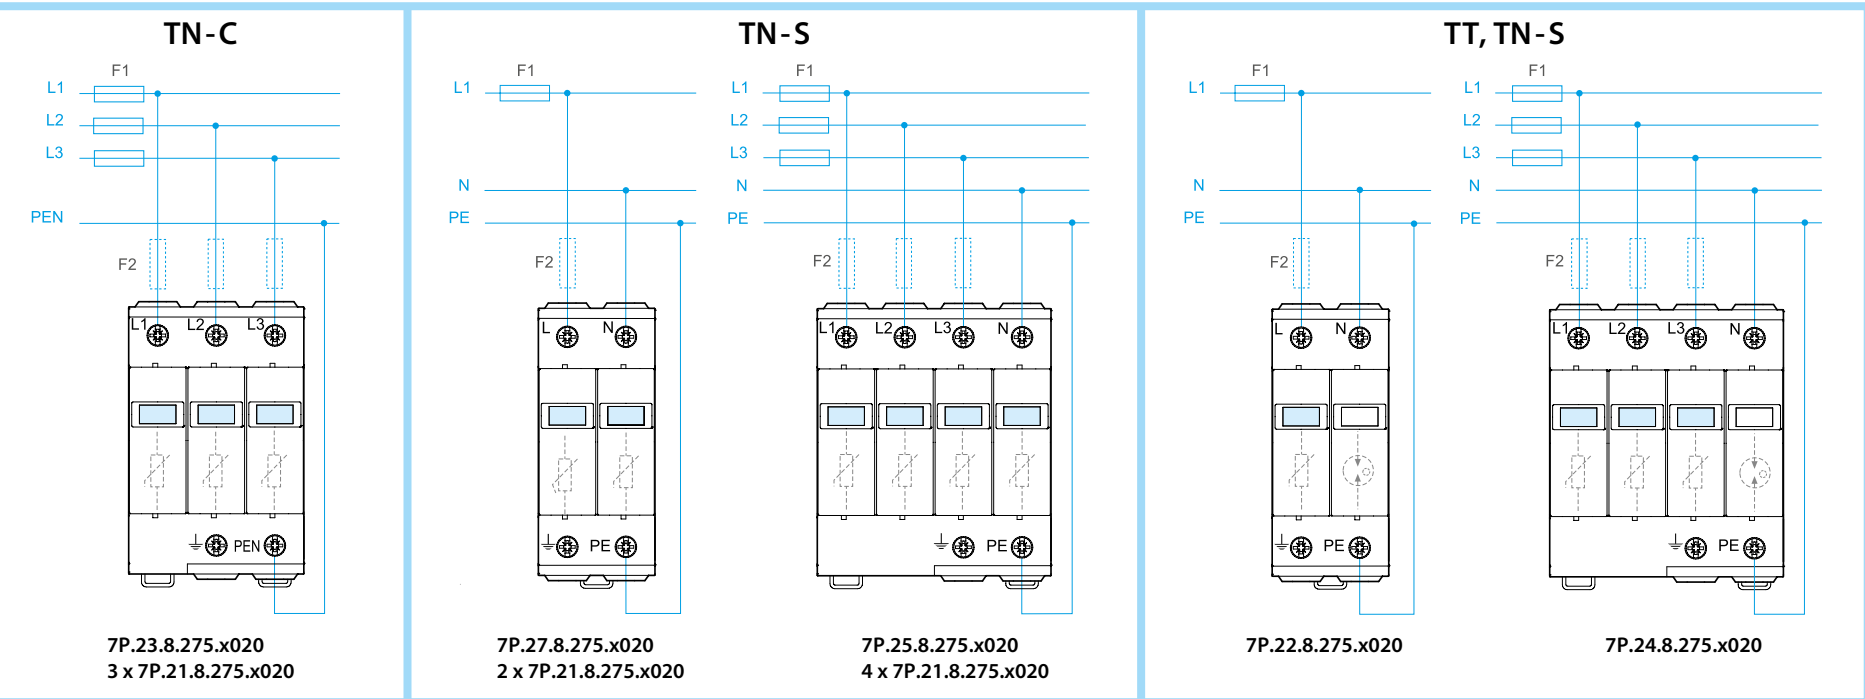 TN-C
F1
L1
L2
L3
PEN
F2
L1 L2 L3
PEN
7P.23.8.275.x020
3 x 7P.21.8.275.x020
TN-S
F1
L1
N
PE
F2
L N
PE
7P.27.8.275.x020
2 x 7P.21.8.275.x020
F1
L1
L2
L3
N
PE
F2
L1 L2 L3 N
PE
7P.25.8.275.x020
4 x 7P.21.8.275.x020
TT, TN-S
F1
L1
N
PE
F2
L N
PE
7P.22.8.275.x020
F1
L1
L2
L3
N
PE
F2
L1 L2 L3 N
PE
7P.24.8.275.x020